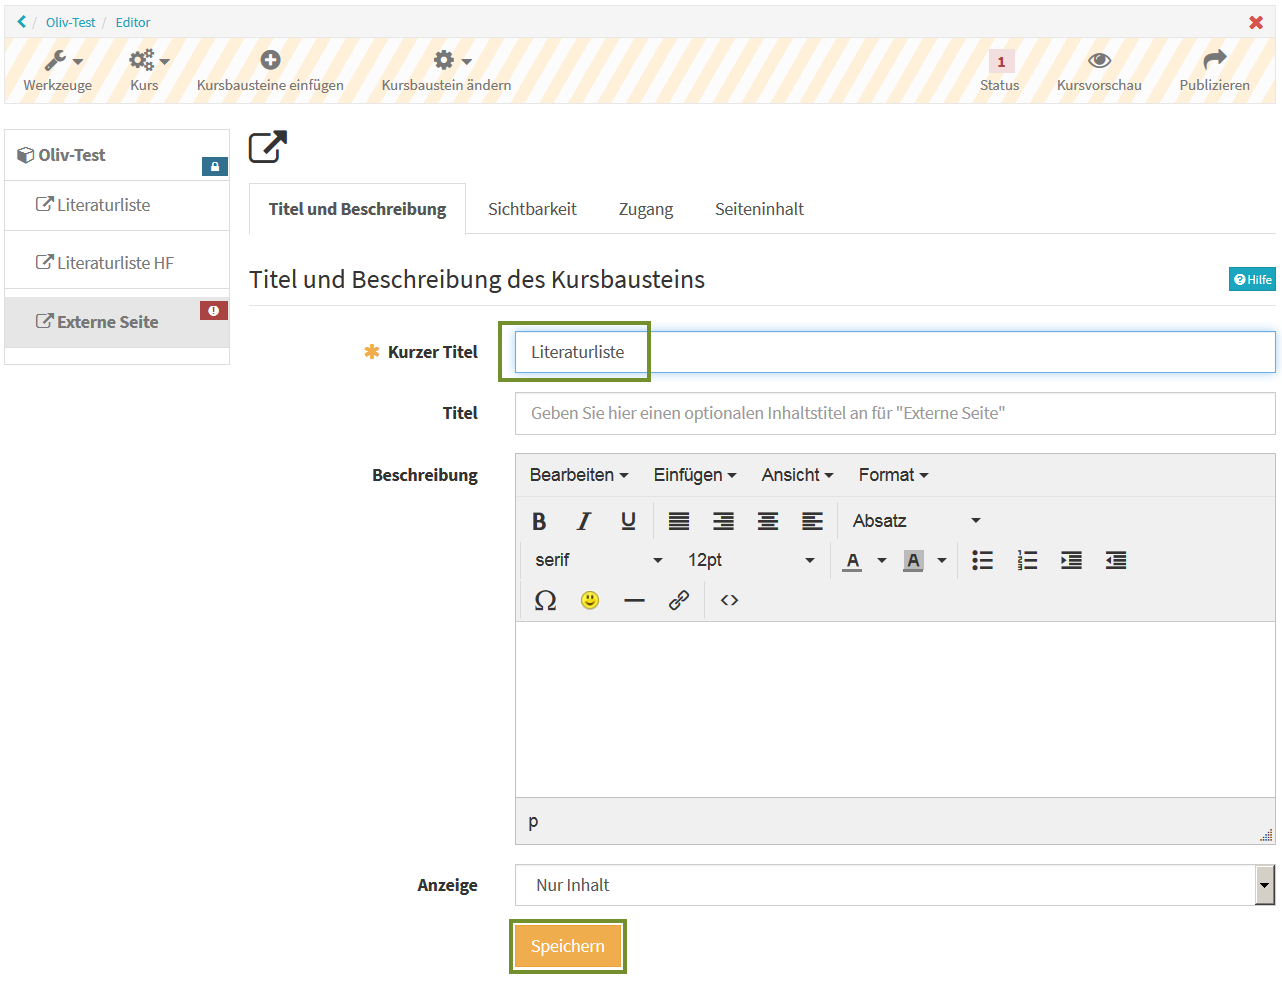 / Oliv-Test / Editor
Werkzeuge Kurs Kursbausteine einfügen Kursbaustein ändern 1 Status Kursvorschau Publizieren
Oliv-Test
Literaturliste
Literaturliste HF
Externe Seite
Titel und Beschreibung Sichtbarkeit Zugang Seiteninhalt
Titel und Beschreibung des Kursbausteins Hilfe
Kurzer Titel Literaturliste
Titel Geben Sie hier einen optionalen Inhaltstitel an für "Externe Seite"
Beschreibung Bearbeiten Einfügen Ansicht Format
B I U Absatz
serif 12pt A A
Ω <>
p
Anzeige Nur Inhalt
Speichern